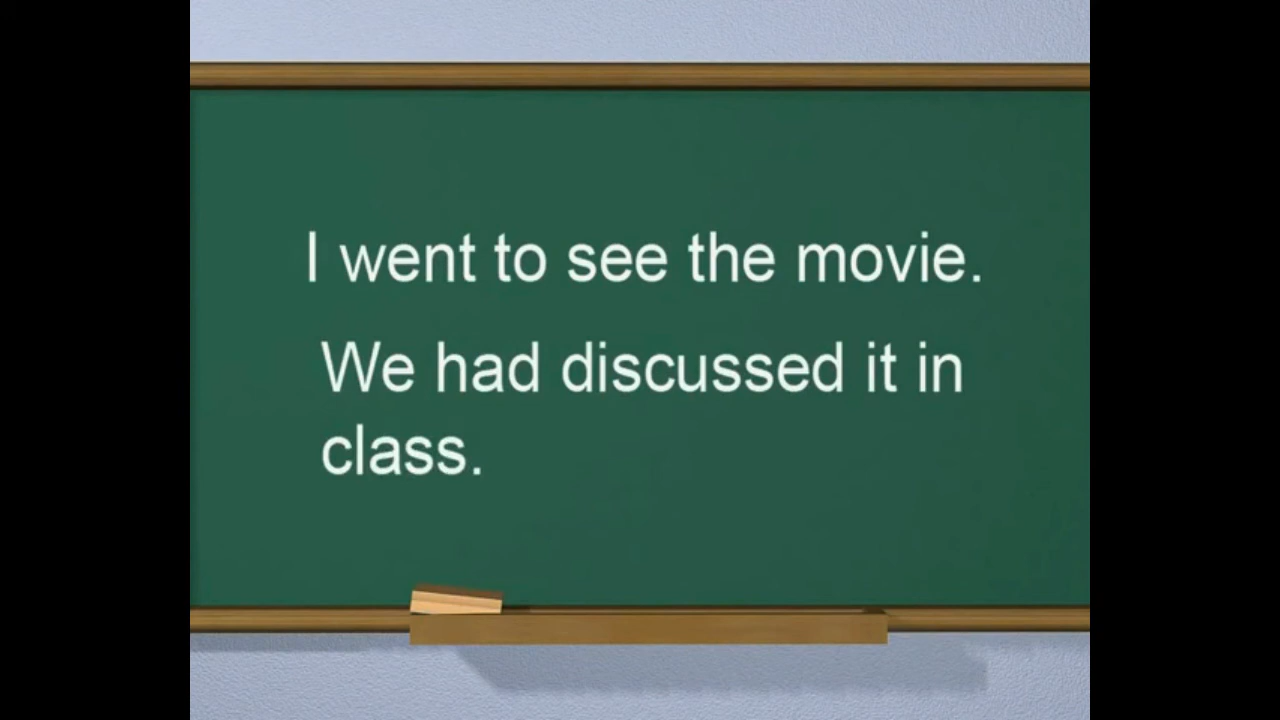 I went to see the movie.
We had discussed it in
class.